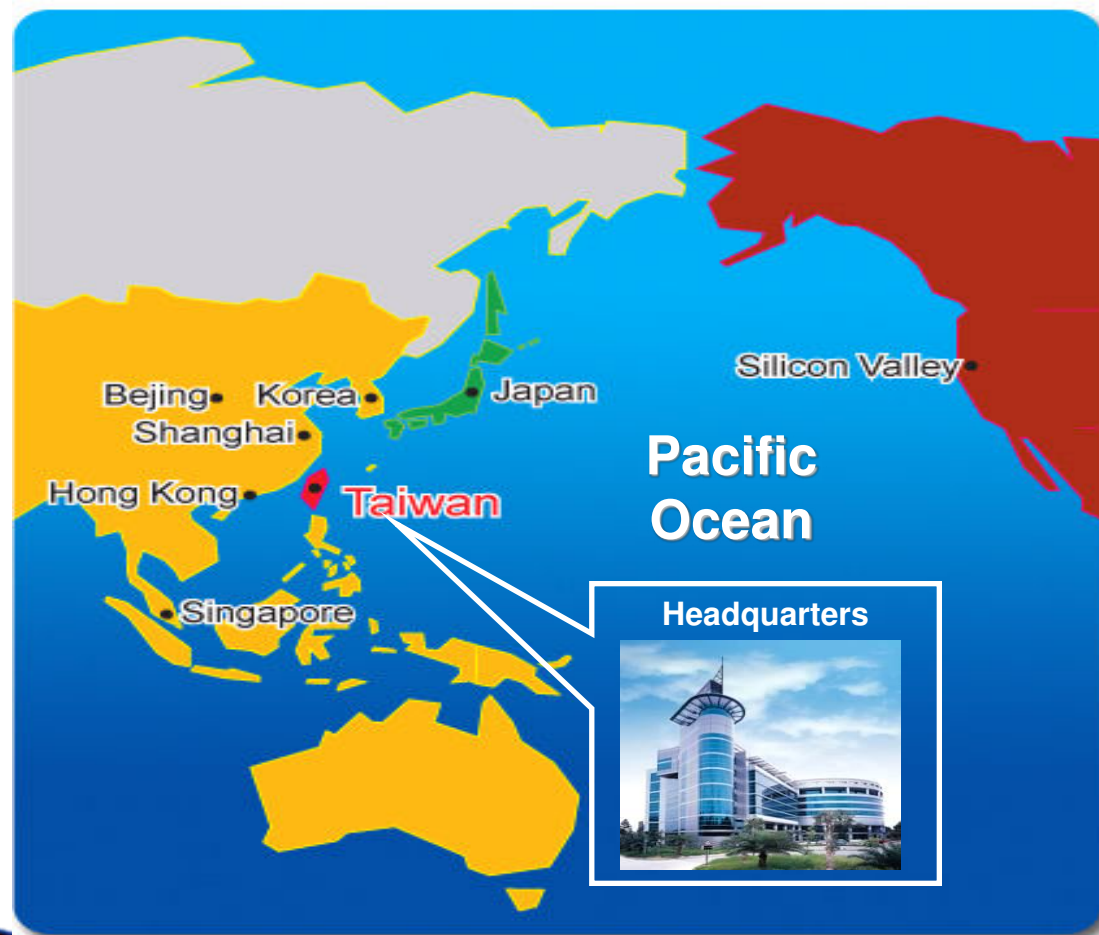 Silicon Valley
Bejing
Korea
Japan
Shanghai
Pacific
Ocean
Hong Kong
Taiwan
Singapore
Headquarters